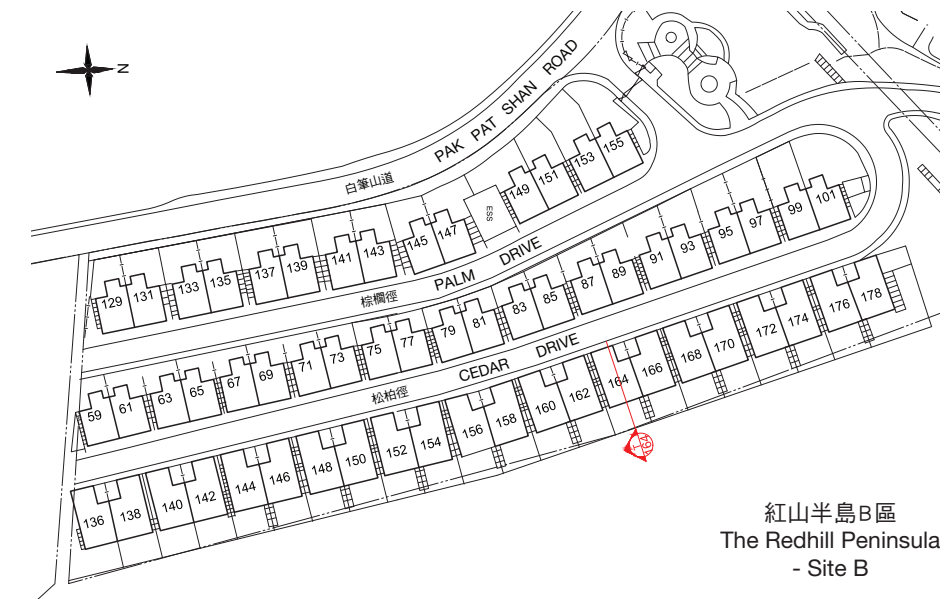 N
PAK PAT SHAN ROAD
白筆山道
149 151 153 155
ESS
129 131 133 135 137 139 141 143 145 147
PALM DRIVE
棕櫚徑
59 61 63 65 67 69 71 73 75 77 79 81 83 85 87 89 91 93 95 97 99 101
CEDAR DRIVE
松柏徑
136 138 140 142 144 146 148 150 152 154 156 158 160 162 164 166 168 170 172 174 176 178
紅山半島B區
The Redhill Peninsula
- Site B